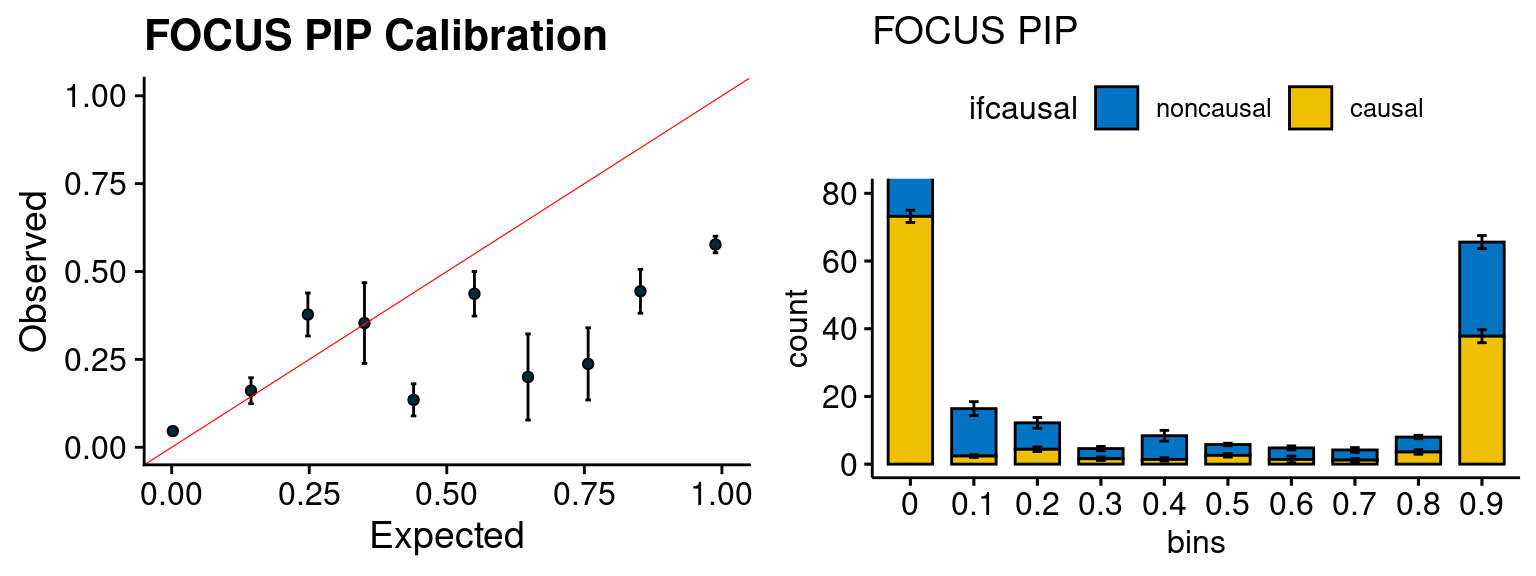 FOCUS PIP Calibration
1.00
0.75
0.50
0.25
0.00
Observed
0.00 0.25 0.50 0.75 1.00
Expected
FOCUS PIP
ifcausal noncausal causal
80
60
40
20
0
count
0 0.1 0.2 0.3 0.4 0.5 0.6 0.7 0.8 0.9
bins